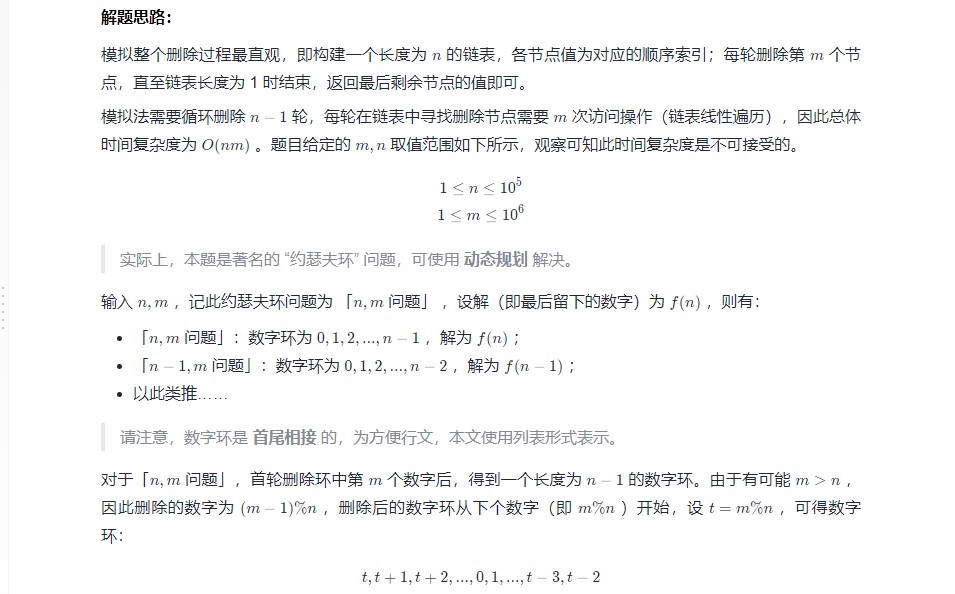 解题思路：
模拟整个删除过程最直观，即构建一个长度为 n 的链表，各节点值为对应的顺序索引；每轮删除第 m 个节
点，直至链表长度为 1 时结束，返回最后剩余节点的值即可。
模拟法需要循环删除 n − 1 轮，每轮在链表中寻找删除节点需要 m 次访问操作（链表线性遍历），因此总体
时间复杂度为 O(nm) 。题目给定的 m, n 取值范围如下所示，观察可知此时间复杂度是不可接受的。
1 ≤ n ≤ 10⁵
1 ≤ m ≤ 10⁶
实际上，本题是著名的 “约瑟夫环” 问题，可使用 动态规划 解决。
输入 n, m ，记此约瑟夫环问题为 「n, m 问题」 ，设解（即最后留下的数字）为 f(n) ，则有：
• 「n, m 问题」：数字环为 0, 1, 2, ..., n − 1 ，解为 f(n) ；
• 「n − 1, m 问题」：数字环为 0, 1, 2, ..., n − 2 ，解为 f(n − 1) ；
• 以此类推……
请注意，数字环是 首尾相接 的，为方便行文，本文使用列表形式表示。
对于「n, m 问题」，首轮删除环中第 m 个数字后，得到一个长度为 n − 1 的数字环。由于有可能 m > n ，
因此删除的数字为 (m − 1)%n ，删除后的数字环从下个数字（即 m%n ）开始，设 t = m%n ，可得数字
环：
t, t + 1, t + 2, ..., 0, 1, ..., t − 3, t − 2